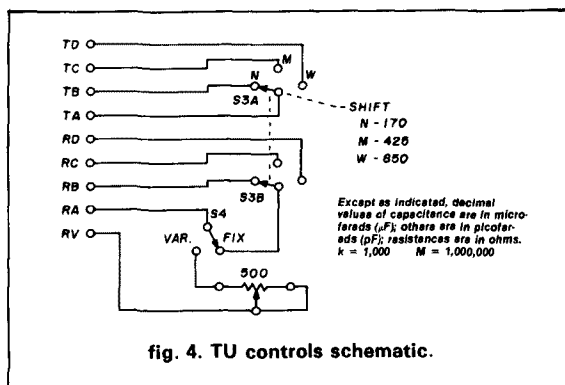 TD
TC
TB
TA
RD
RC
RB
RA
RV
M
N
W
S3A
SHIFT
N - 170
M - 425
W - 850
S3B
S4
VAR.
FIX
500
Except as indicated, decimal
values of capacitance are in micro-
farads (μF); others are in picofar-
ads (pF); resistances are in ohms.
k = 1,000 M = 1,000,000
fig. 4. TU controls schematic.